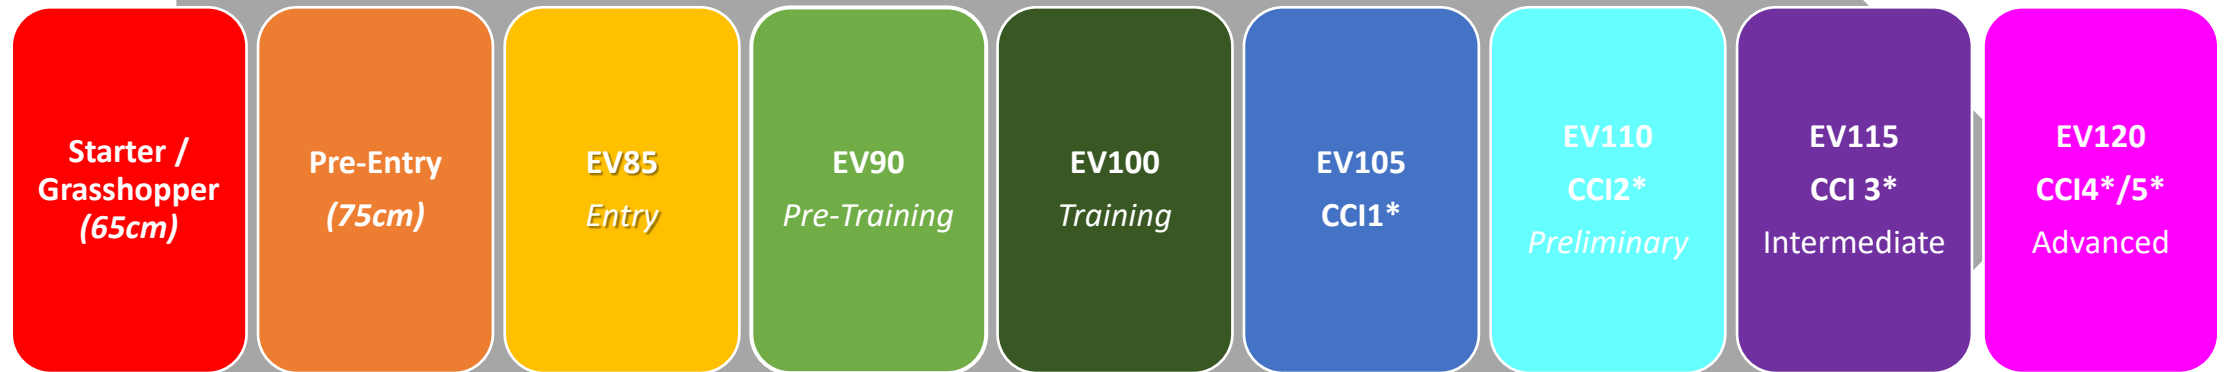 Starter /
Grasshopper
(65cm)
Pre-Entry
(75cm)
EV85
Entry
EV90
Pre-Training
EV100
Training
EV105
CCI1*
EV110
CCI2*
Preliminary
EV115
CCI 3*
Intermediate
EV120
CCI4*/5*
Advanced